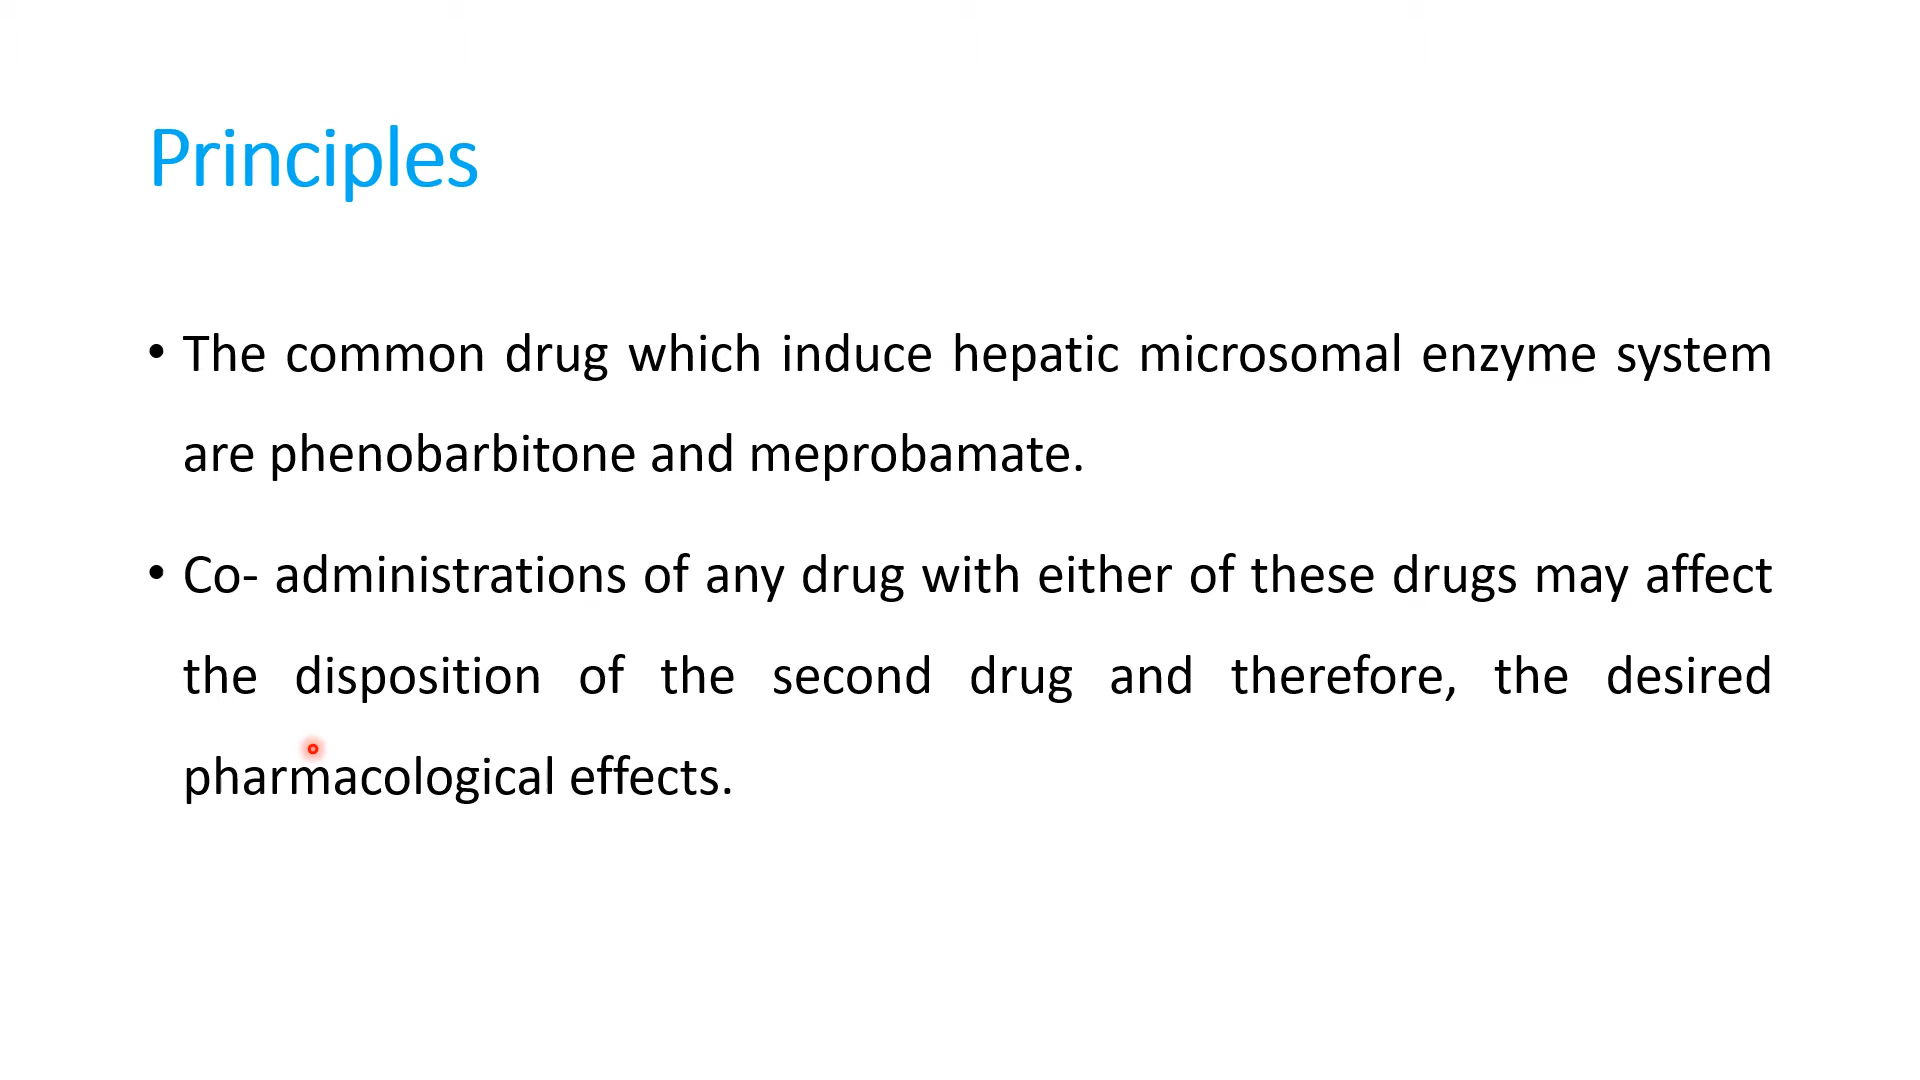 Principles
• The common drug which induce hepatic microsomal enzyme system
are phenobarbitone and meprobamate.
• Co- administrations of any drug with either of these drugs may affect
the disposition of the second drug and therefore, the desired
pharmacological effects.